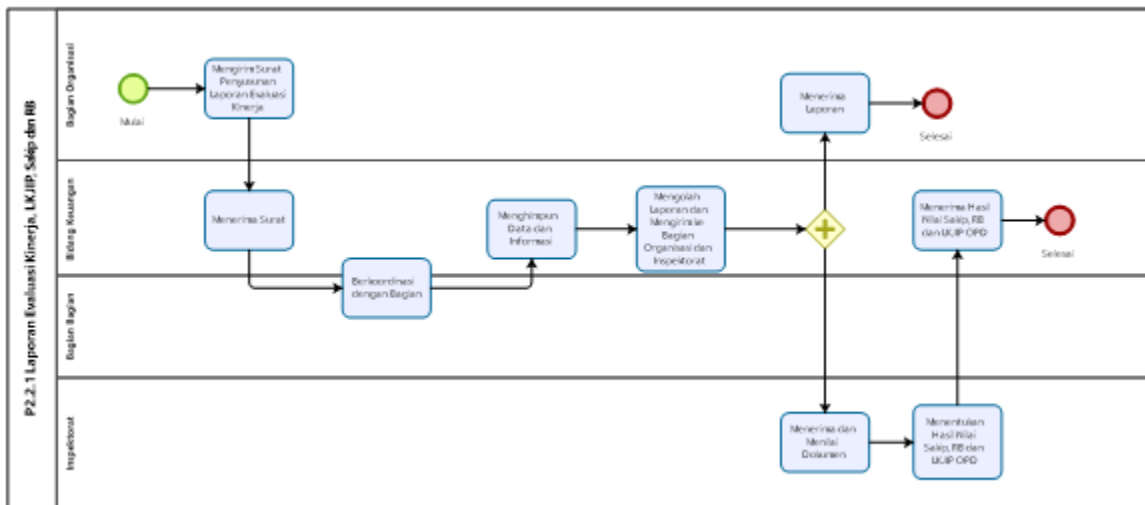 P2.2.1 Laporan Evaluasi Kinerja, LKJIP, Sakip dan RB
Bagian Organisasi
Mulai
Mengirim Surat
Penyusunan
Laporan Evaluasi
Kinerja
Menerima
Laporan
Selesai
Bidang Keuangan
Menerima Surat
Menghimpun
Data dan
Informasi
Mengolah
Laporan dan
Mengirim ke
Bagian
Organisasi dan
Inspektorat
Menerima Hasil
Nilai Sakip, RB
dan LKJIP OPD
Selesai
Bagian Bagian
Berkoordinasi
dengan Bagian
Inspektorat
Menerima dan
Menilai
Dokumen
Menentukan
Hasil Nilai
Sakip, RB dan
LKJIP OPD